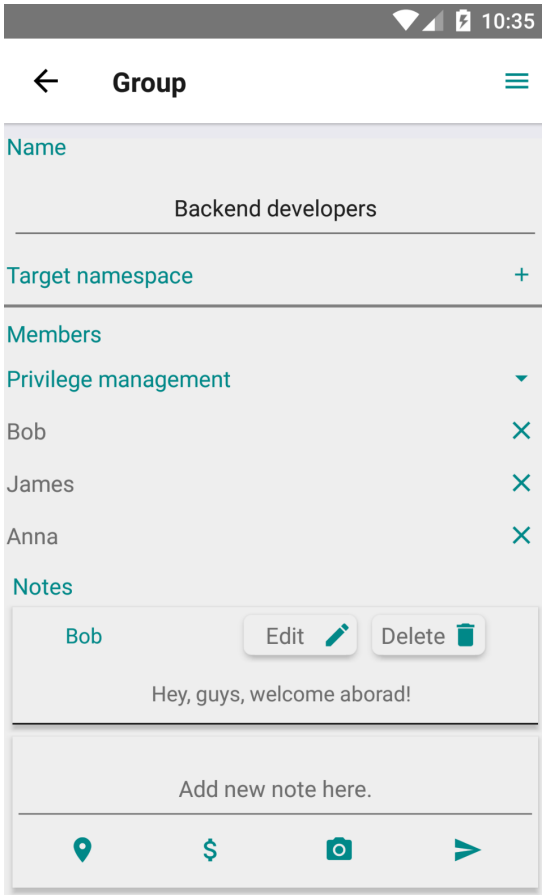 10:35
Group
Name
Backend developers
Target namespace +
Members
Privilege management
Bob
James
Anna
Notes
Bob Edit Delete
Hey, guys, welcome aborad!
Add new note here.
$